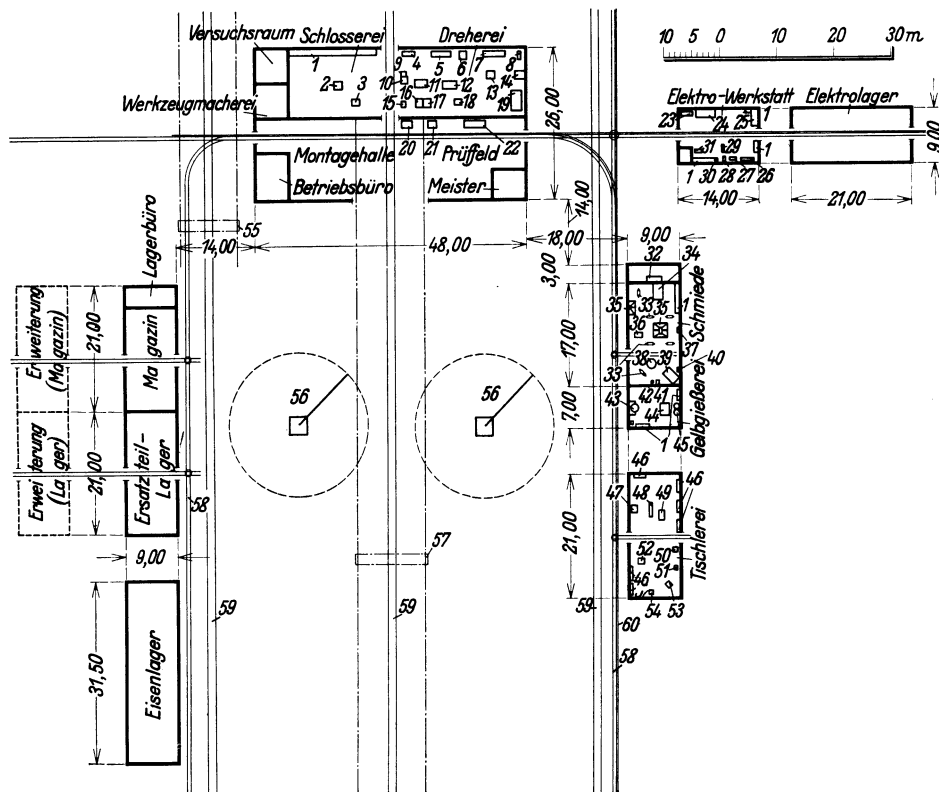 Versuchsraum
Schlosserei
Dreherei
10 5 0 10 20 30 m
1
9 4 5 6 7 8
2 3
10 11 12 13 14
16
15 17 18 19
Werkzeugmacherei
26,00
20 21 22
Montagehalle
Prüffeld
Betriebsbüro
Meister
Elektro-Werkstatt
Elektrolager
23 24 25 1
31 29 1
1 30 28 27 26
9,00
14,00
21,00
55
14,00
48,00
18,00
14,00
3,00
9,00
Lagerbüro
Erweiterung
(Magazin)
21,00
Magazin
Erweiterung
(Lager)
21,00
Ersatzteil-
Lager
9,00
58
31,50
Eisenlager
59
56
56
57
59
59
60
58
32 34
35 33 35 1
36
37
38 39 40
33
42 41
43 44
1 45
17,00
7,00
Schmiede
Gelbgießerei
46
47 48 49 46
21,00
52 50
51
46
54 53
Tischlerei